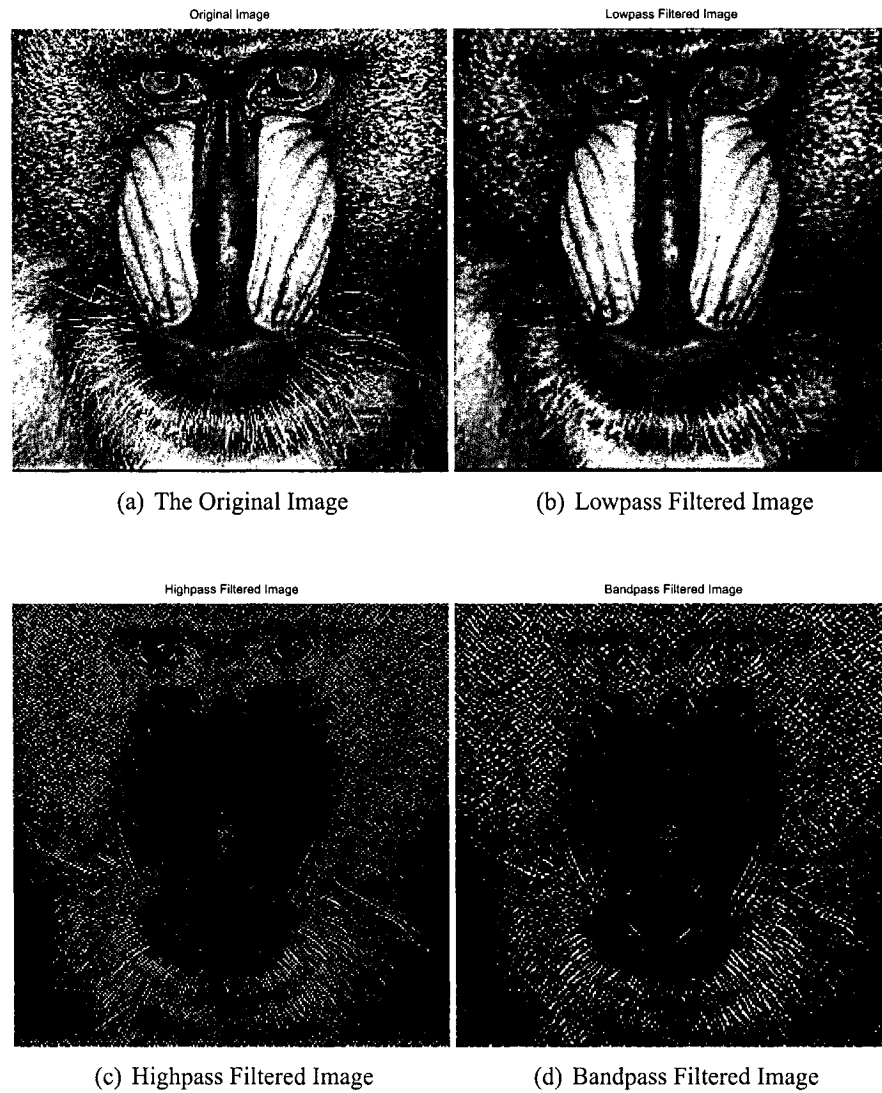 Original Image
Lowpass Filtered Image
(a) The Original Image
(b) Lowpass Filtered Image
Highpass Filtered Image
Bandpass Filtered Image
(c) Highpass Filtered Image
(d) Bandpass Filtered Image